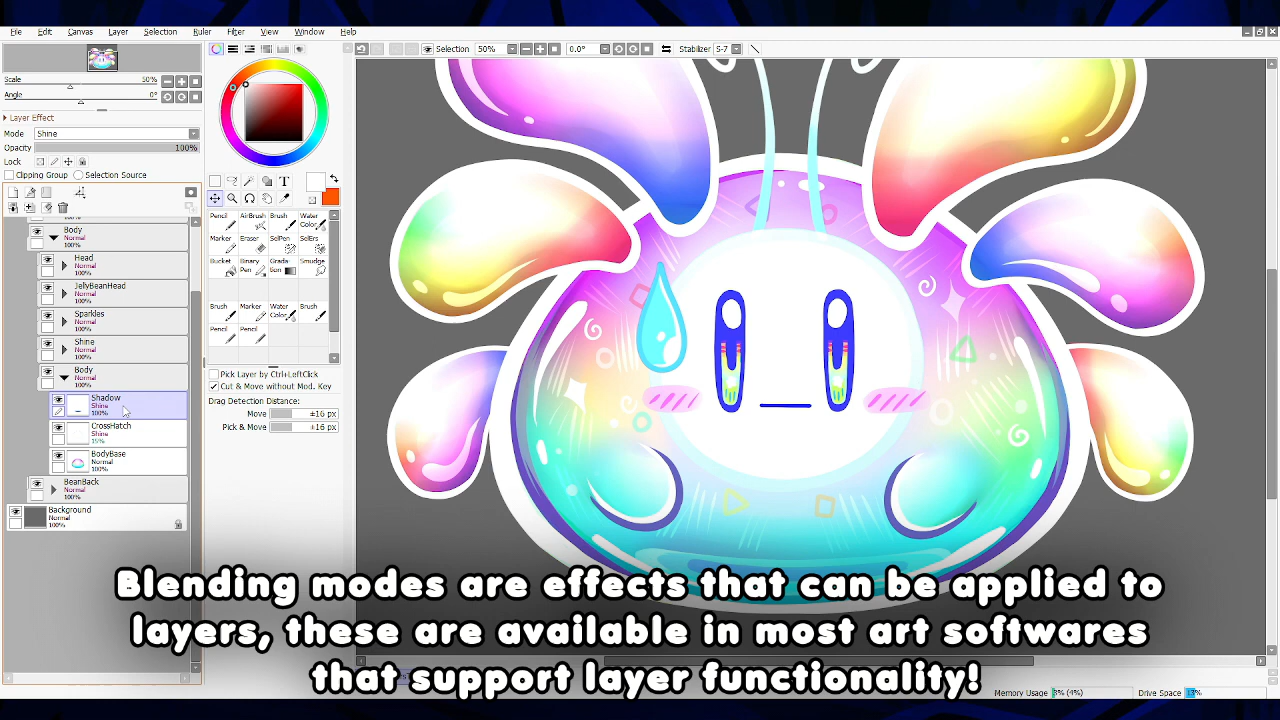 File Edit Canvas Layer Selection Ruler Filter View Window Help
Selection 50% 0.0° Stabilizer S-7
Scale 50%
Angle 0°
Layer Effect
Mode Shine
Opacity 100%
Lock
Clipping Group Selection Source
100%
Body
Normal
100%
Head
Normal
100%
JellyBeanHead
Normal
100%
Sparkles
Normal
100%
Shine
Normal
100%
Body
Normal
100%
Shadow
Shine
100%
CrossHatch
Shine
15%
BodyBase
Normal
100%
BeanBack
Normal
100%
Background
Normal
100%
T
Pencil AirBrush Brush Water Color
Marker Eraser SelPen SelErs
Bucket Binary Pen Gradation Smudge
Brush Marker Water Color Brush
Pencil Pencil
Pick Layer by Ctrl+LeftClick
Cut & Move without Mod. Key
Drag Detection Distance:
Move ±16 px
Pick & Move ±16 px
Blending modes are effects that can be applied to
layers, these are available in most art softwares
that support layer functionality!
Memory Usage 8% (4%) Drive Space 13%